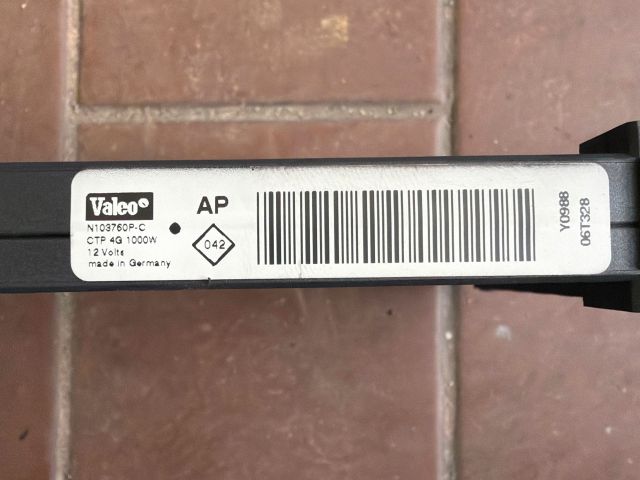 Valeo
N103760P-C
CTP 4G 1000W
12 Volts
made in Germany
AP
042
Y0988
06T328